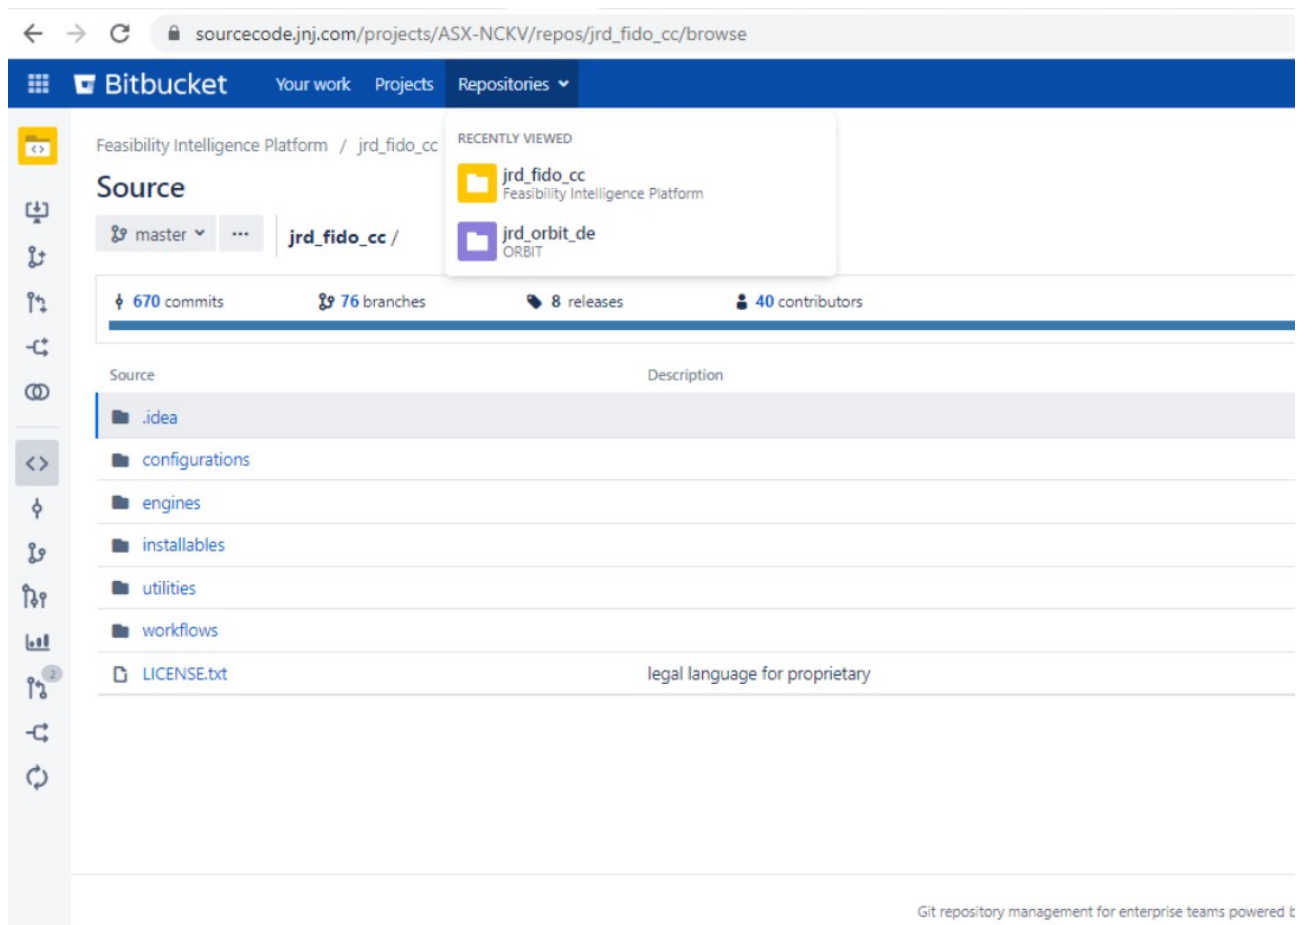 sourcecode.jnj.com/projects/ASX-NCKV/repos/jrd_fido_cc/browse
Bitbucket Your work Projects Repositories
Feasibility Intelligence Platform / jrd_fido_cc
RECENTLY VIEWED
jrd_fido_cc
Feasibility Intelligence Platform
jrd_orbit_de
ORBIT
Source
master ... jrd_fido_cc /
670 commits 76 branches 8 releases 40 contributors
Source Description
.idea
configurations
engines
installables
utilities
workflows
LICENSE.txt legal language for proprietary
2
Git repository management for enterprise teams powered